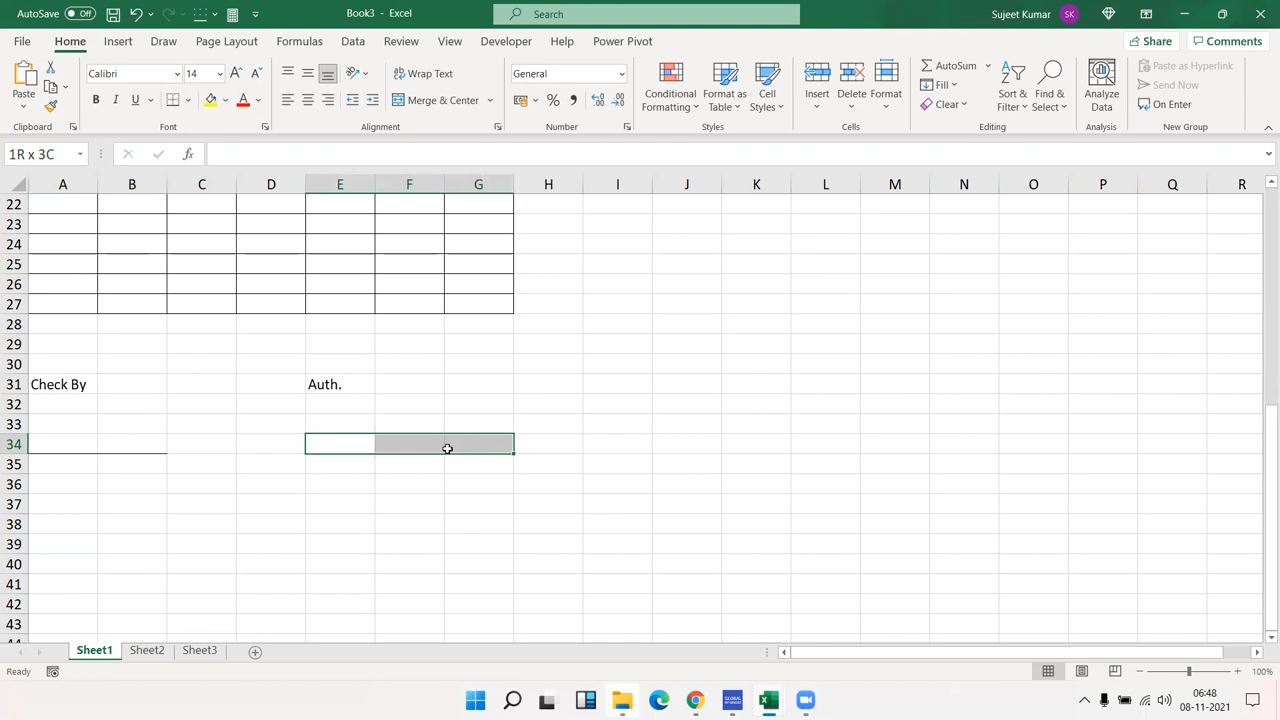 AutoSave Off Book3 - Excel Search Sujeet Kumar SK
File Home Insert Draw Page Layout Formulas Data Review View Developer Help Power Pivot Share Comments
Paste Calibri 14 Wrap Text General Conditional Formatting Format as Table Cell Styles Insert Delete Format AutoSum Sort & Filter Find & Select Analyze Data Paste as Hyperlink
B I U A Merge & Center % Fill Clear Send Now On Enter
Clipboard Font Alignment Number Styles Cells Editing Analysis New Group
1R x 3C fx
A B C D E F G H I J K L M N O P Q R
22
23
24
25
26
27
28
29
30
31 Check By Auth.
32
33
34
35
36
37
38
39
40
41
42
43
Sheet1 Sheet2 Sheet3
Ready 100%
06:48
08-11-2021